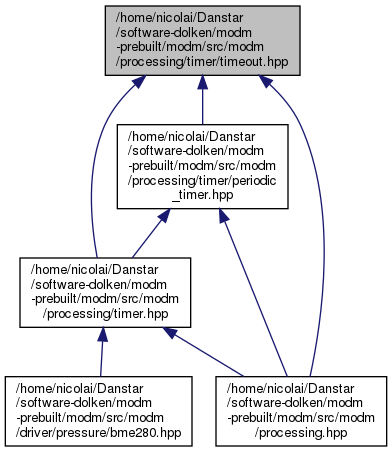 /home/nicolai/Danstar
/software-dolken/modm
-prebuilt/modm/src/modm
/processing/timer/timeout.hpp
/home/nicolai/Danstar
/software-dolken/modm
-prebuilt/modm/src/modm
/processing/timer/periodic
_timer.hpp
/home/nicolai/Danstar
/software-dolken/modm
-prebuilt/modm/src/modm
/processing/timer.hpp
/home/nicolai/Danstar
/software-dolken/modm
-prebuilt/modm/src/modm
/driver/pressure/bme280.hpp
/home/nicolai/Danstar
/software-dolken/modm
-prebuilt/modm/src/modm
/processing.hpp